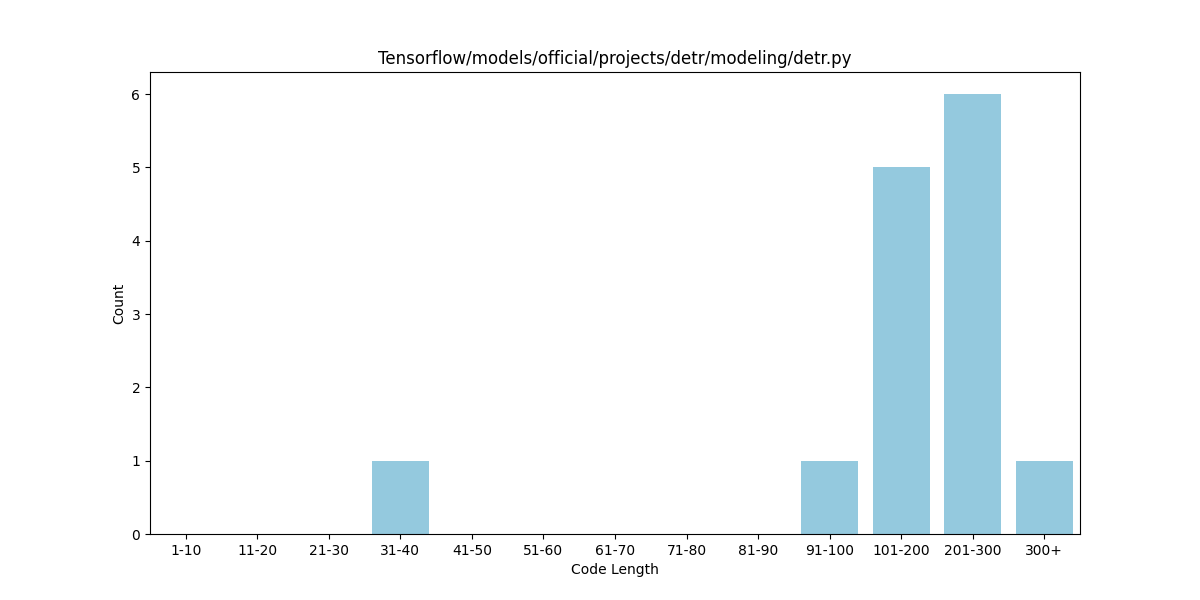 Tensorflow/models/official/projects/detr/modeling/detr.py
6
5
4
3
2
1
0
Count
1-10 11-20 21-30 31-40 41-50 51-60 61-70 71-80 81-90 91-100 101-200 201-300 300+
Code Length